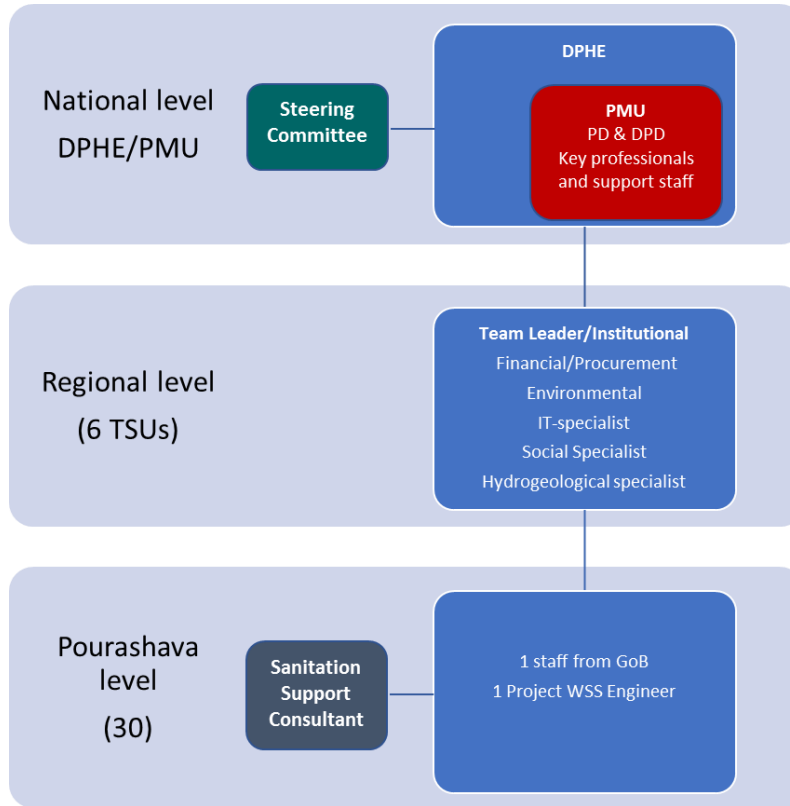 National level
DPHE/PMU
Steering
Committee
DPHE
PMU
PD & DPD
Key professionals
and support staff
Regional level
(6 TSUs)
Team Leader/Institutional
Financial/Procurement
Environmental
IT-specialist
Social Specialist
Hydrogeological specialist
Pourashava
level
(30)
Sanitation
Support
Consultant
1 staff from GoB
1 Project WSS Engineer